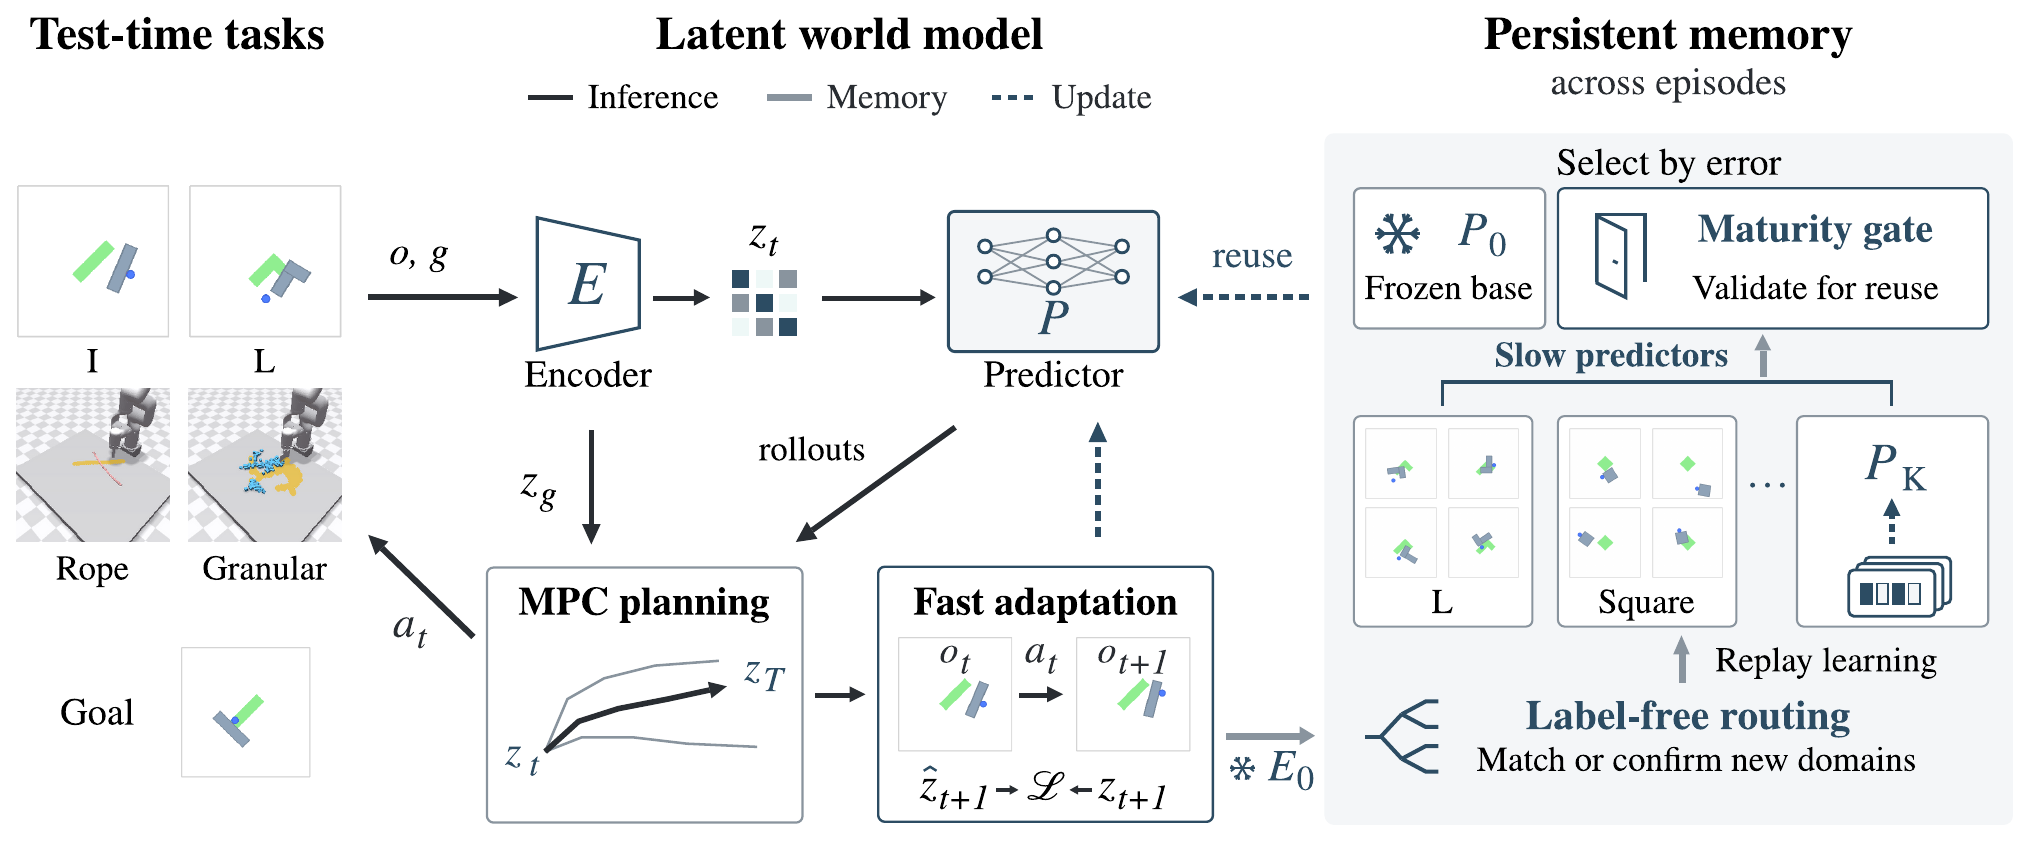 Test-time tasks
Latent world model
Persistent memory
across episodes
Inference
Memory
Update
I
L
Rope
Granular
Goal
o, g
E
Encoder
z_t
P
Predictor
reuse
z_g
rollouts
a_t
MPC planning
z_t
z_T
Fast adaptation
o_t
a_t
o_{t+1}
ẑ_{t+1} → ℒ ← z_{t+1}
E_0
Select by error
P_0
Frozen base
Maturity gate
Validate for reuse
Slow predictors
L
Square
...
P_K
Replay learning
Label-free routing
Match or confirm new domains